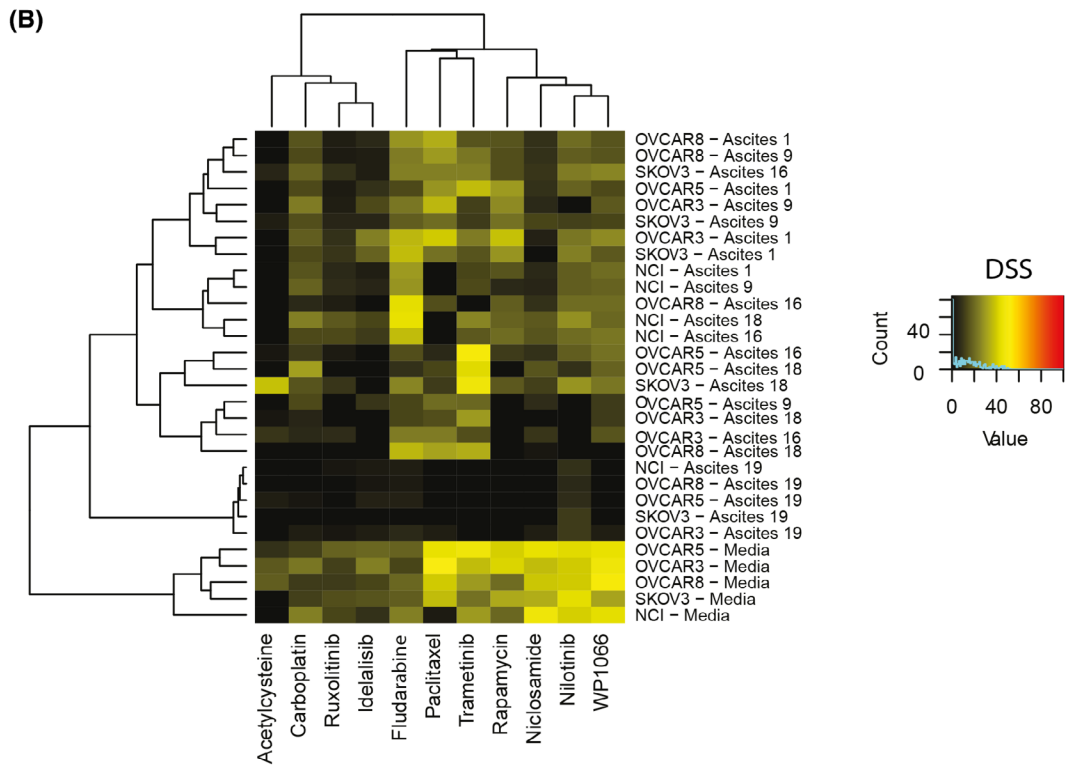 (B)
OVCAR8 – Ascites 1
OVCAR8 – Ascites 9
SKOV3 – Ascites 16
OVCAR5 – Ascites 1
OVCAR3 – Ascites 9
SKOV3 – Ascites 9
OVCAR3 – Ascites 1
SKOV3 – Ascites 1
NCI – Ascites 1
NCI – Ascites 9
OVCAR8 – Ascites 16
NCI – Ascites 18
NCI – Ascites 16
OVCAR5 – Ascites 16
OVCAR5 – Ascites 18
SKOV3 – Ascites 18
OVCAR5 – Ascites 9
OVCAR3 – Ascites 18
OVCAR3 – Ascites 16
OVCAR8 – Ascites 18
NCI – Ascites 19
OVCAR8 – Ascites 19
OVCAR5 – Ascites 19
SKOV3 – Ascites 19
OVCAR3 – Ascites 19
OVCAR5 – Media
OVCAR3 – Media
OVCAR8 – Media
SKOV3 – Media
NCI – Media
Acetylcysteine
Carboplatin
Ruxolitinib
Idelalisib
Fludarabine
Paclitaxel
Trametinib
Rapamycin
Niclosamide
Nilotinib
WP1066
DSS
Count
40
0
0 40 80
Value